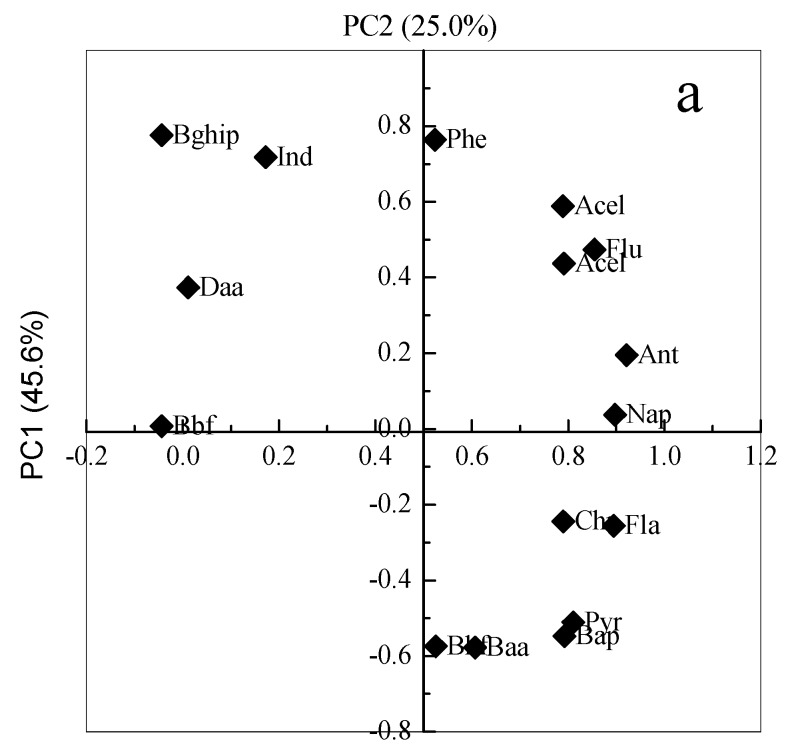 PC2 (25.0%)
a
0.8
Bghip
Phe
Ind
0.6
Acel
Flu
0.4
Acel
Daa
PC1 (45.6%)
0.2
Ant
Nap
Bbf
0.0
-0.2 0.0 0.2 0.4 0.6 0.8 1.0 1.2
-0.2
Fla
-0.4
Pyr
Bap
-0.6
Baa
-0.8